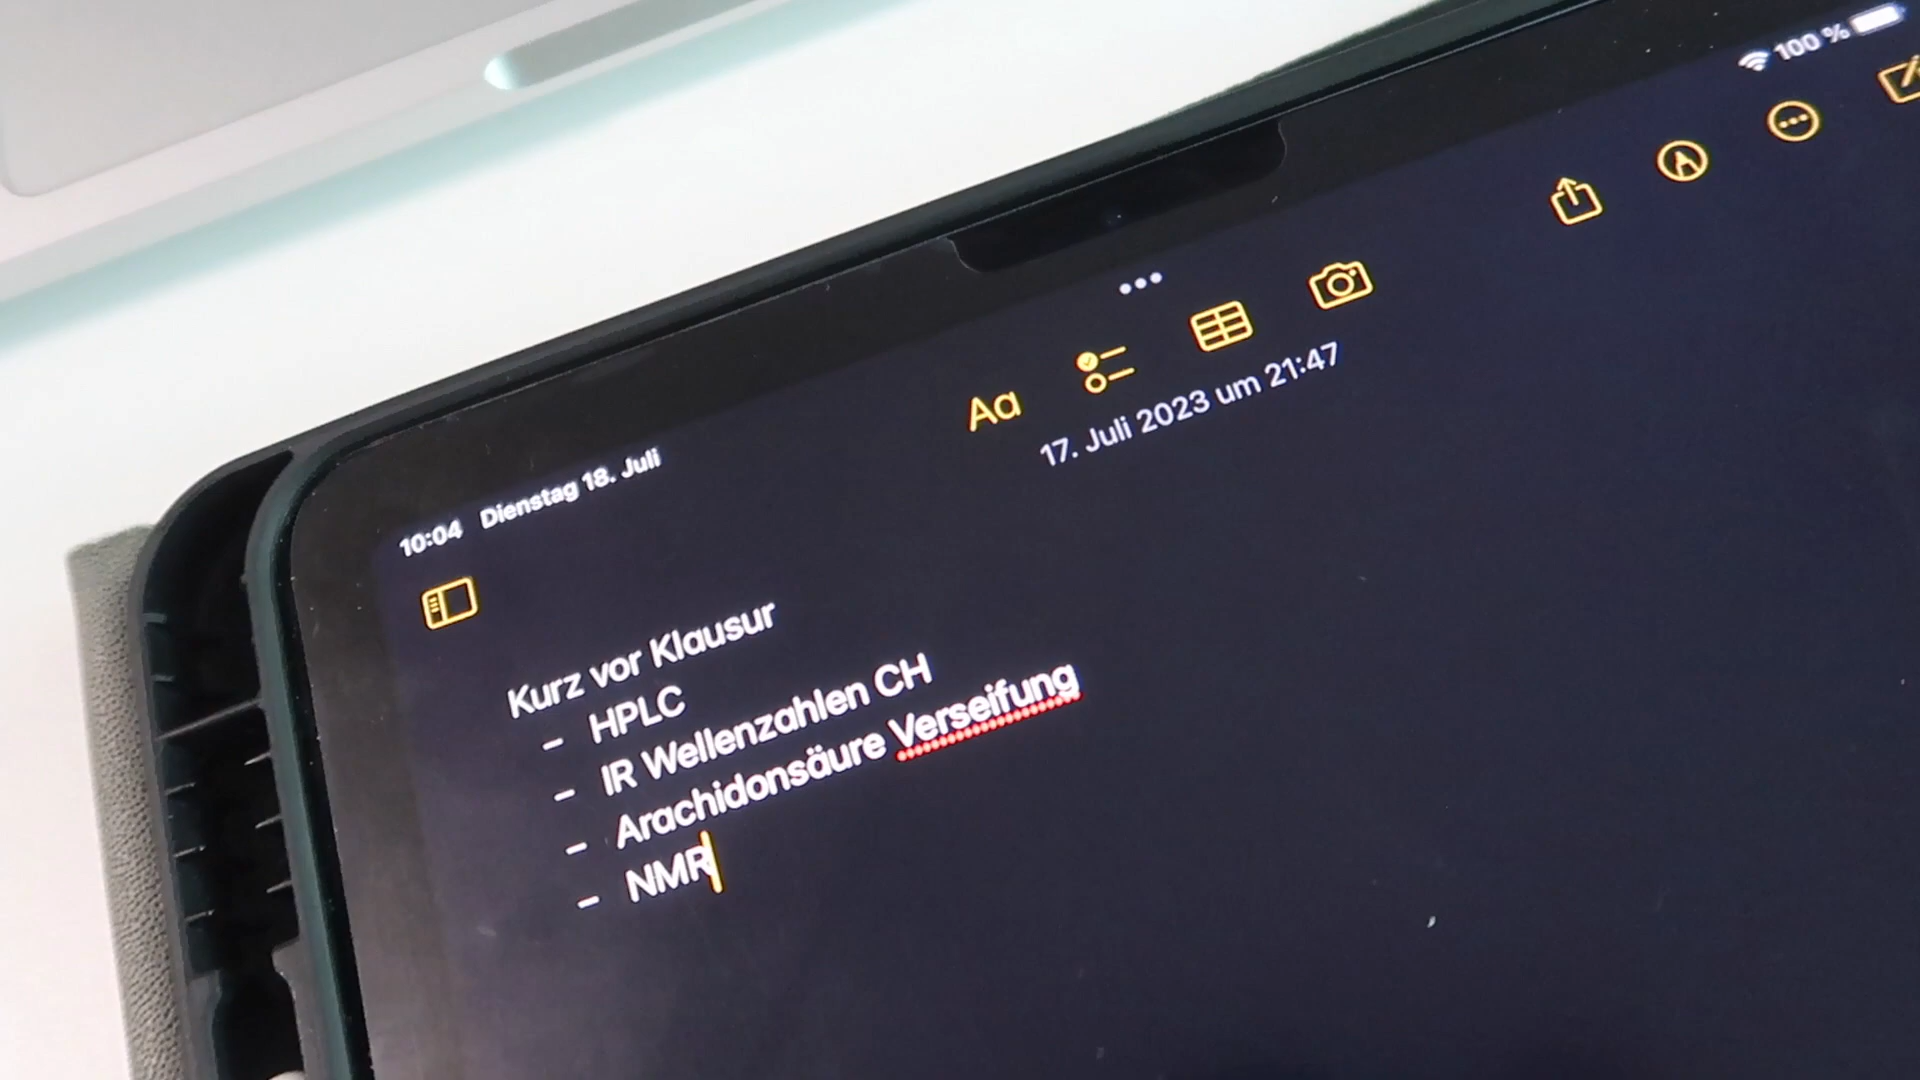 100 %
10:04 Dienstag 18. Juli
Aa
17. Juli 2023 um 21:47
Kurz vor Klausur
– HPLC
– IR Wellenzahlen CH
– Arachidonsäure Verseifung
– NMR